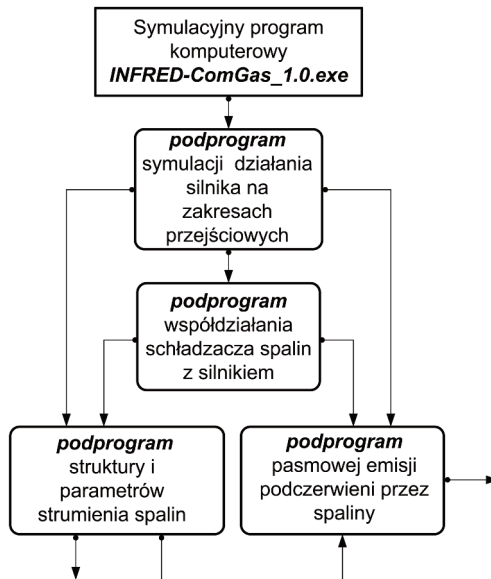 Symulacyjny program
komputerowy
INFRED-ComGas_1.0.exe
podprogram
symulacji działania
silnika na
zakresach
przejściowych
podprogram
współdziałania
schładzacza spalin
z silnikiem
podprogram
struktury i
parametrów
strumienia spalin
podprogram
pasmowej emisji
podczerwieni przez
spaliny